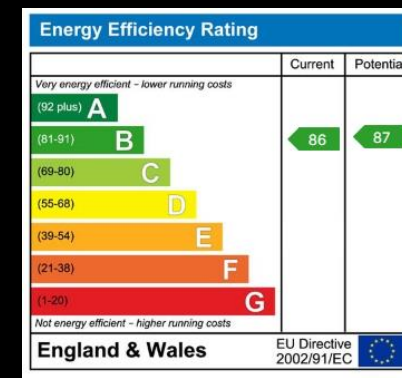 Energy Efficiency Rating
Current Potentia
Very energy efficient - lower running costs
(92 plus) A
(81-91) B 86 87
(69-80) C
(55-68) D
(39-54) E
(21-38) F
(1-20) G
Not energy efficient - higher running costs
England & Wales
EU Directive
2002/91/EC